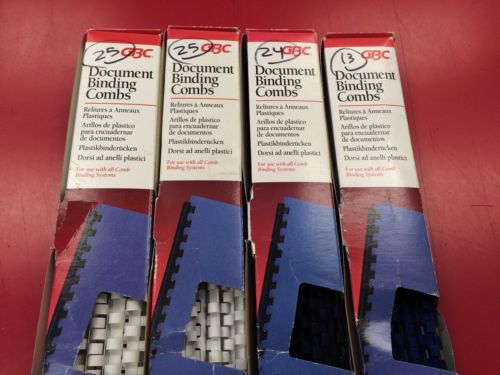 25 GBC
Document
Binding
Combs
Reliures à Anneaux
Plastiques
Arillos de plástico
para encuadernar
de documentos
Plastikbinderücken
Dorsi ad anelli plastici
For use with all Comb
Binding Systems
25 GBC
Document
Binding
Combs
Reliures à Anneaux
Plastiques
Arillos de plástico
para encuadernar
de documentos
Plastikbinderücken
Dorsi ad anelli plastici
For use with all Comb
Binding Systems
24 GBC
Document
Binding
Combs
Reliures à Anneaux
Plastiques
Arillos de plástico
para encuadernar
de documentos
Plastikbinderücken
Dorsi ad anelli plastici
For use with all Comb
Binding Systems
13 GBC
Document
Binding
Combs
Reliures à Anneaux
Plastiques
Arillos de plástico
para encuadernar
de documentos
Plastikbinderücken
Dorsi ad anelli plastici
For use with all Comb
Binding Systems